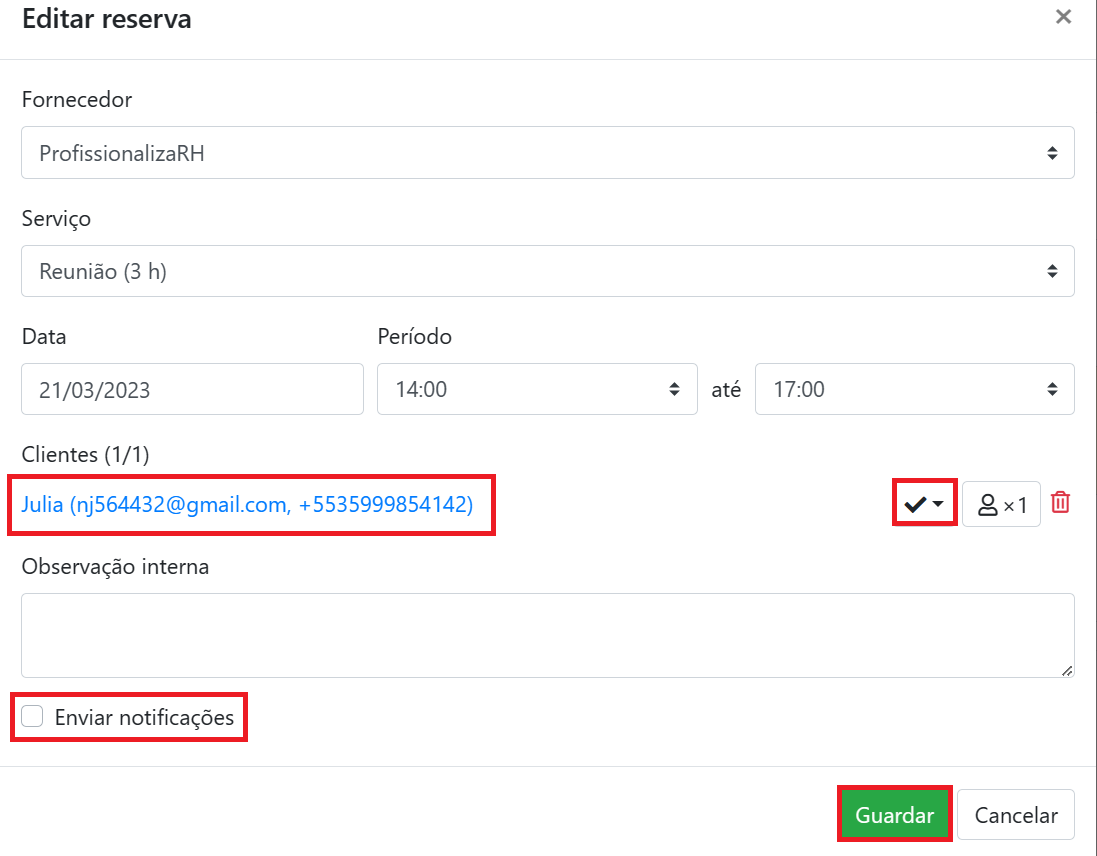 Editar reserva
×
Fornecedor
ProfissionalizaRH
Serviço
Reunião (3 h)
Data Período
21/03/2023 14:00 até 17:00
Clientes (1/1)
Julia (nj564432@gmail.com, +5535999854142) ×1
Observação interna
Enviar notificações
Guardar Cancelar